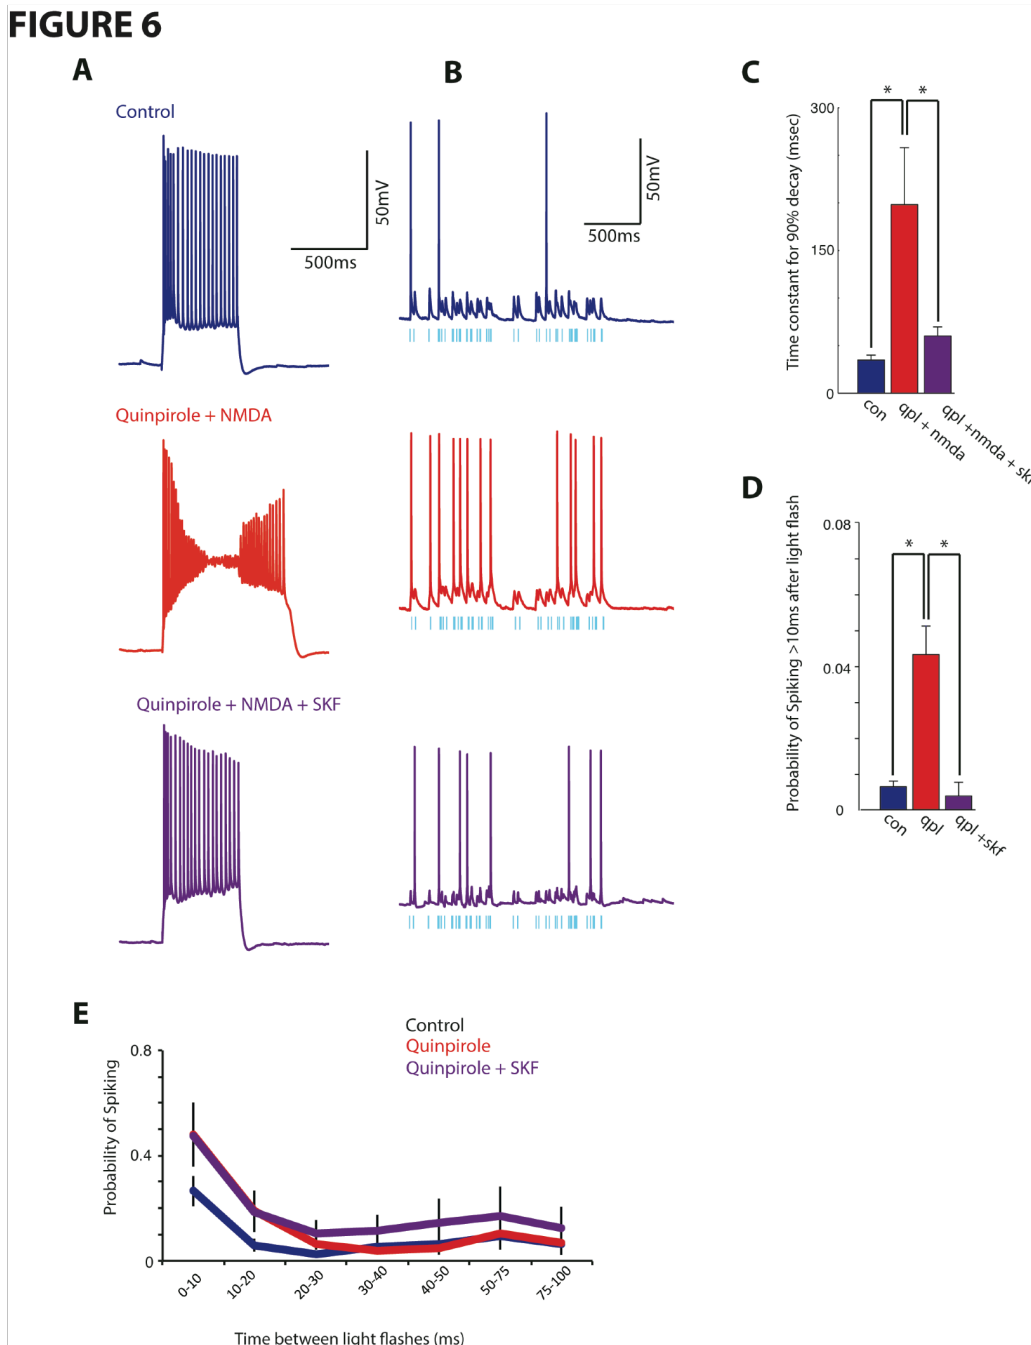 FIGURE 6
A
Control
50mV
500ms
Quinpirole + NMDA
Quinpirole + NMDA + SKF
B
50mV
500ms
C
Time constant for 90% decay (msec)
300
150
0
* *
con
qpl + nmda
qpl +nmda + sk
D
Probability of Spiking >10ms after light flash
0.08
0.04
0
* *
con
qpl
qpl +skf
E
Control
Quinpirole
Quinpirole + SKF
Probability of Spiking
0.8
0.4
0
0-10
10-20
20-30
30-40
40-50
50-75
75-100
Time between light flashes (ms)